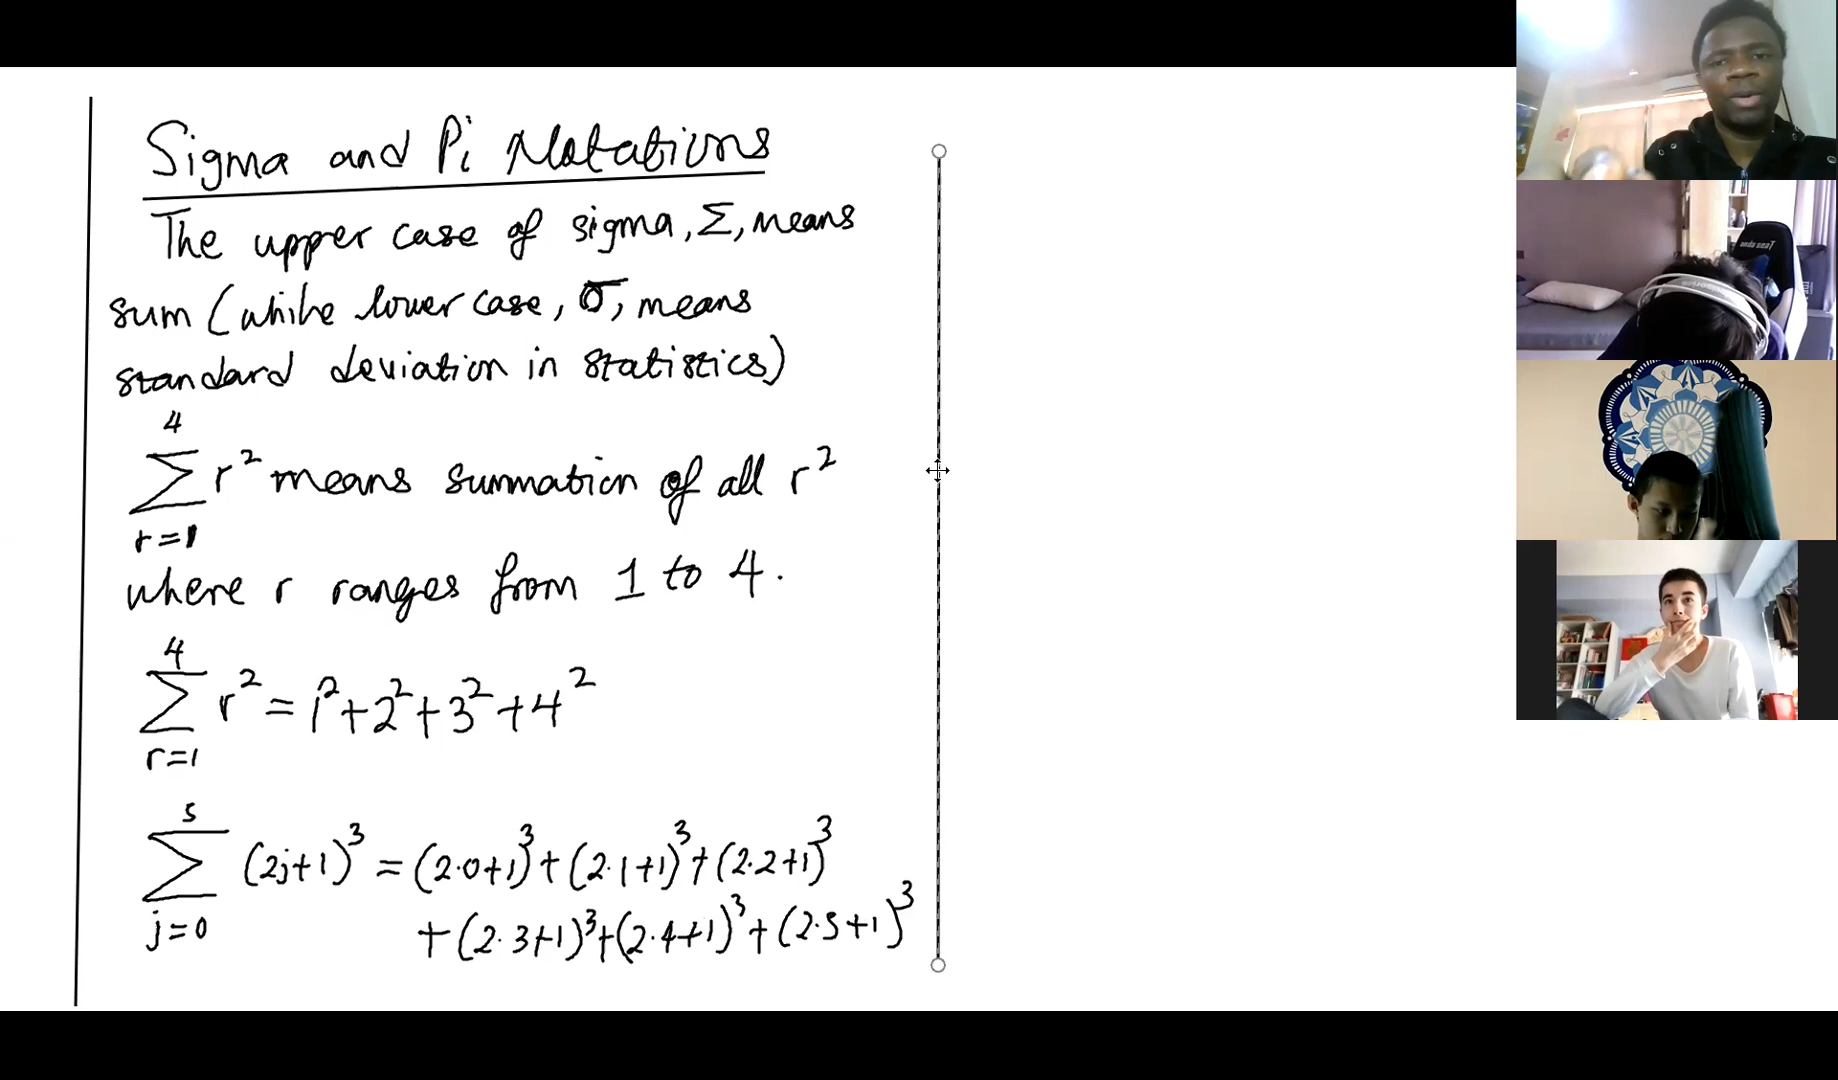 Sigma and Pi Notations
The upper case of sigma, Σ, means
sum (while lower case, σ, means
standard deviation in statistics)
4
∑ r² means summation of all r²
r=1
where r ranges from 1 to 4.
4
∑ r² = 1² + 2² + 3² + 4²
r=1
5
∑ (2j+1)³ = (2·0+1)³ + (2·1+1)³ + (2·2+1)³
j=0
+ (2·3+1)³ + (2·4+1)³ + (2·5+1)³
anda seaT